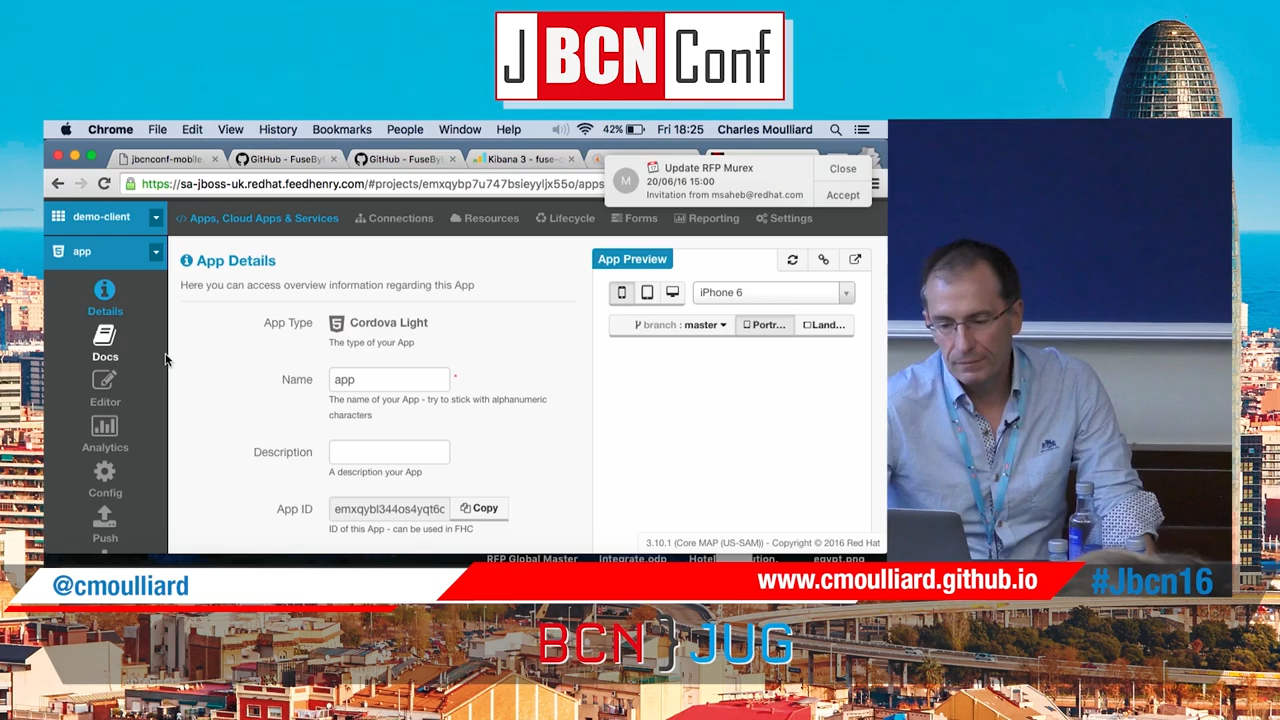 J BCN Conf
Chrome File Edit View History Bookmarks People Window Help 42% Fri 18:25 Charles Moulliard
jbcnconf-mobile. × GitHub - FuseByE × GitHub - FuseByE × Kibana 3 - fuse- ×
https://sa-jboss-uk.redhat.feedhenry.com/#projects/emxqybp7u747bsieyyljx55o/apps
M
Update RFP Murex
20/06/16 15:00
Invitation from msaheb@redhat.com
Close
Accept
demo-client
</> Apps, Cloud Apps & Services Connections Resources Lifecycle Forms Reporting Settings
app
Details
Docs
Editor
Analytics
Config
Push
App Details
Here you can access overview information regarding this App
App Type Cordova Light
The type of your App
Name app *
The name of your App - try to stick with alphanumeric
characters
Description
A description your App
App ID emxqybl344os4yqt6c Copy
ID of this App - can be used in FHC
App Preview
iPhone 6
branch : master Portr... Land...
3.10.1 (Core MAP (US-SAM)) - Copyright © 2016 Red Hat
RFP Global Master Integrate.odp egypt.png
@cmoulliard
www.cmoulliard.github.io
#Jbcn16
BCN JUG